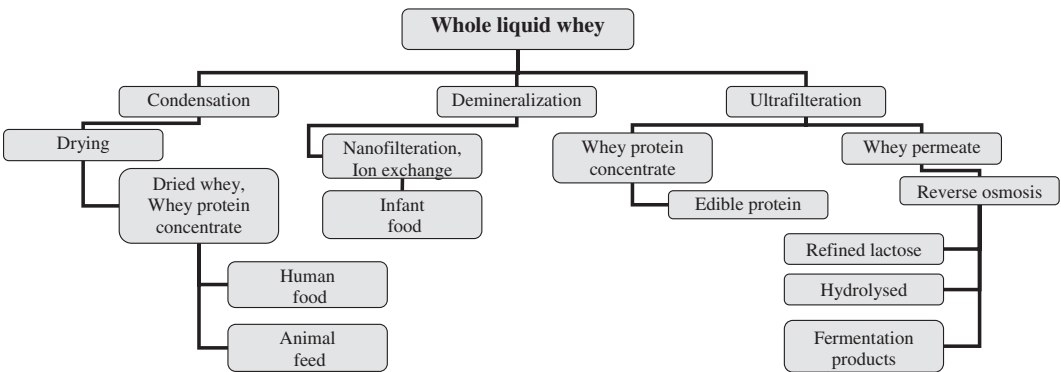 Whole liquid whey
Condensation
Demineralization
Ultrafilteration
Drying
Nanofilteration,
Ion exchange
Whey protein
concentrate
Whey permeate
Dried whey,
Whey protein
concentrate
Infant
food
Edible protein
Reverse osmosis
Refined lactose
Human
food
Hydrolysed
Animal
feed
Fermentation
products